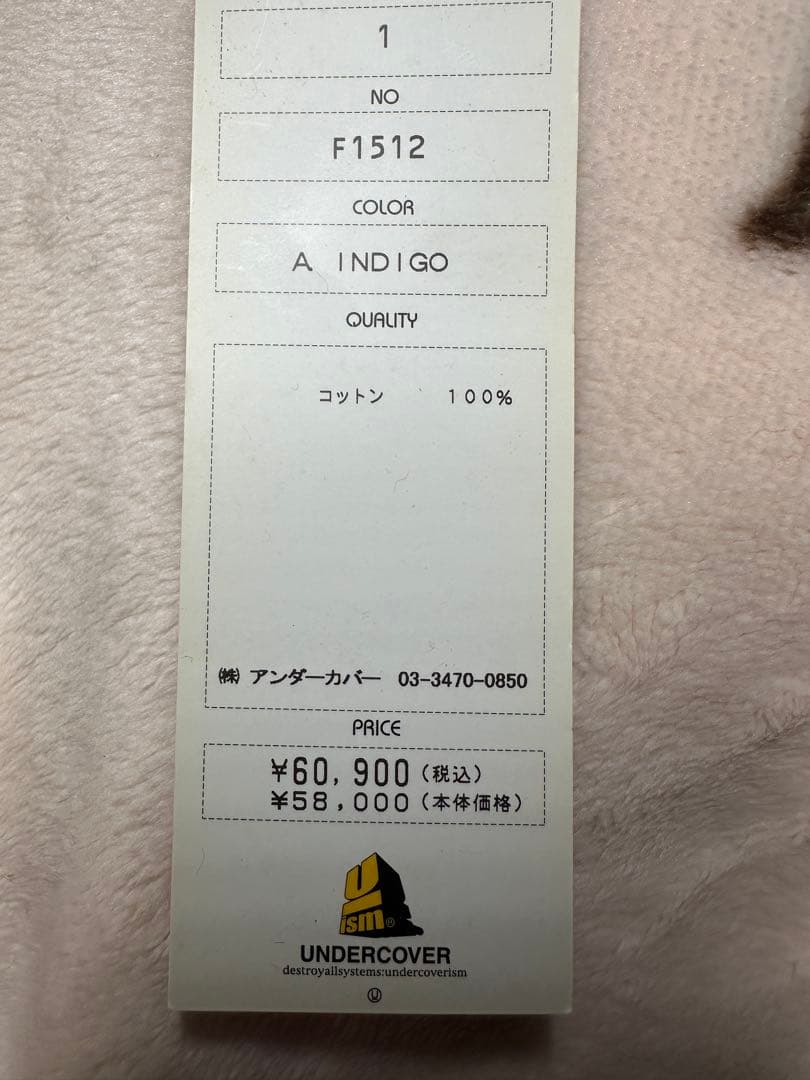 1
NO
F1512
COLOR
A INDIGO
QUALITY
コットン 100%
㈱ アンダーカバー 03-3470-0850
PRICE
¥60,900(税込)
¥58,000(本体価格)
U
ism®
UNDERCOVER
destroyallsystems:undercoverism
U